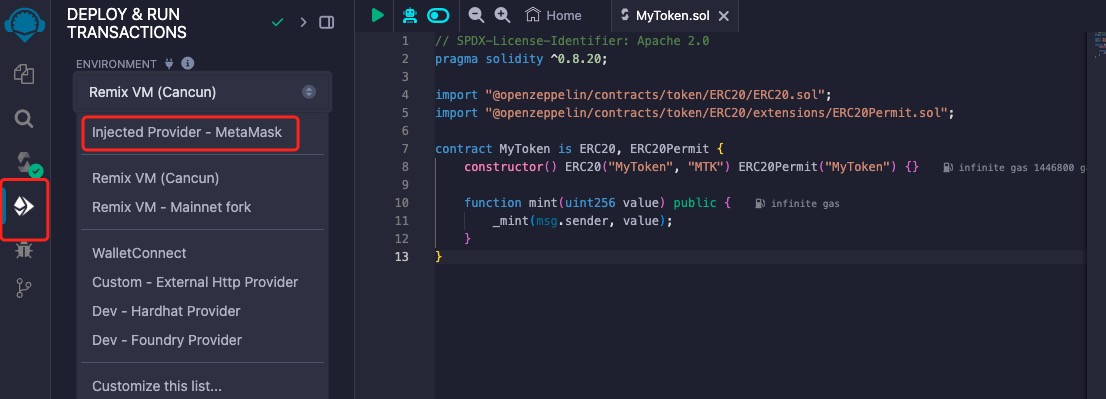 DEPLOY & RUN
TRANSACTIONS
ENVIRONMENT
Remix VM (Cancun)
Injected Provider - MetaMask
Remix VM (Cancun)
Remix VM - Mainnet fork
WalletConnect
Custom - External Http Provider
Dev - Hardhat Provider
Dev - Foundry Provider
Customize this list...
Home
MyToken.sol
1 // SPDX-License-Identifier: Apache 2.0
2 pragma solidity ^0.8.20;
3
4 import "@openzeppelin/contracts/token/ERC20/ERC20.sol";
5 import "@openzeppelin/contracts/token/ERC20/extensions/ERC20Permit.sol";
6
7 contract MyToken is ERC20, ERC20Permit {
8 constructor() ERC20("MyToken", "MTK") ERC20Permit("MyToken") {} infinite gas 1446800 ga
9
10 function mint(uint256 value) public { infinite gas
11 _mint(msg.sender, value);
12 }
13 }